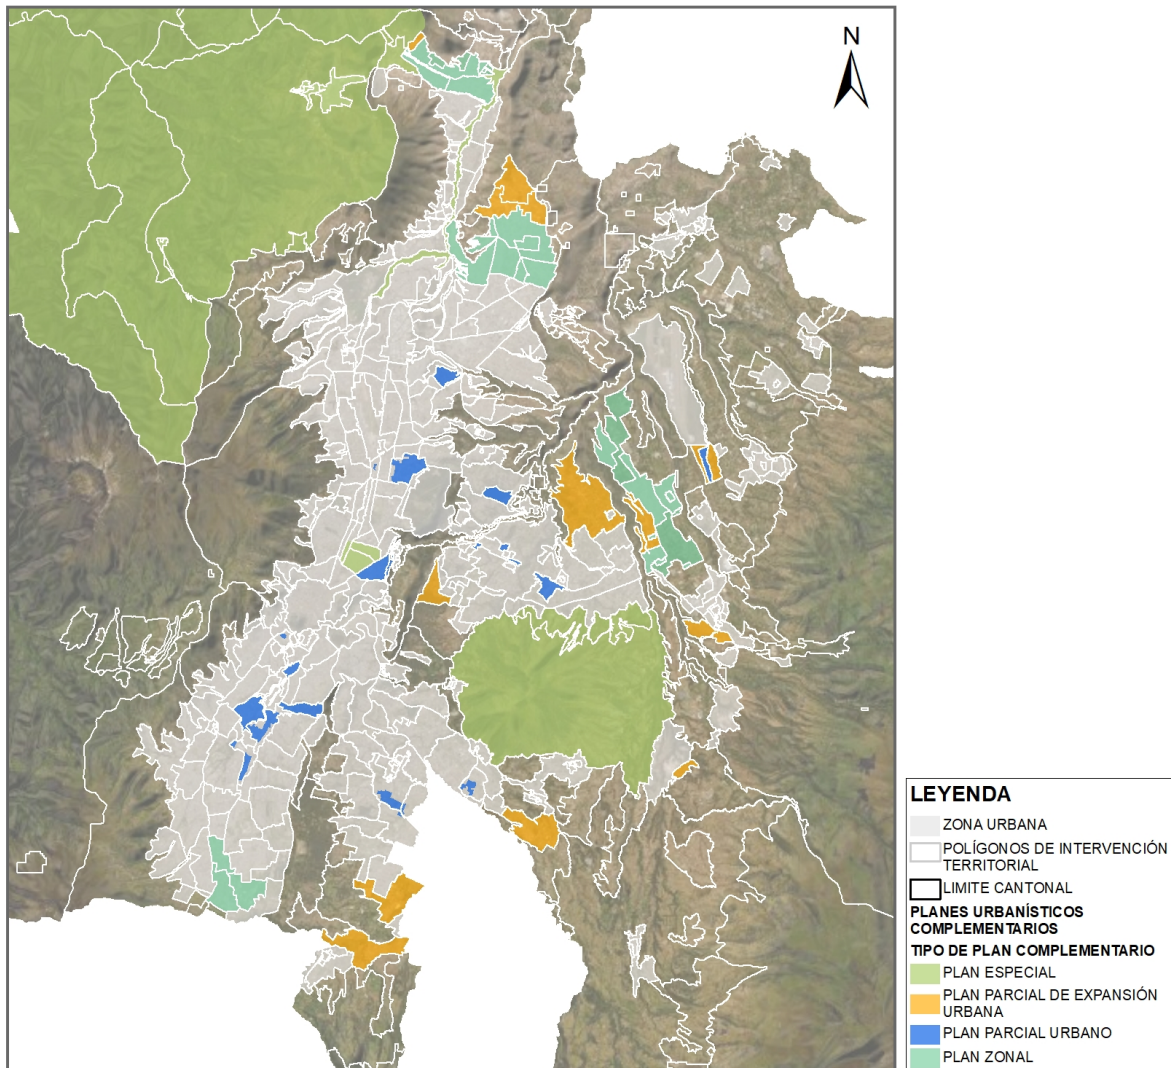 N
LEYENDA
ZONA URBANA
POLÍGONOS DE INTERVENCIÓN
TERRITORIAL
LIMITE CANTONAL
PLANES URBANÍSTICOS
COMPLEMENTARIOS
TIPO DE PLAN COMPLEMENTARIO
PLAN ESPECIAL
PLAN PARCIAL DE EXPANSIÓN
URBANA
PLAN PARCIAL URBANO
PLAN ZONAL